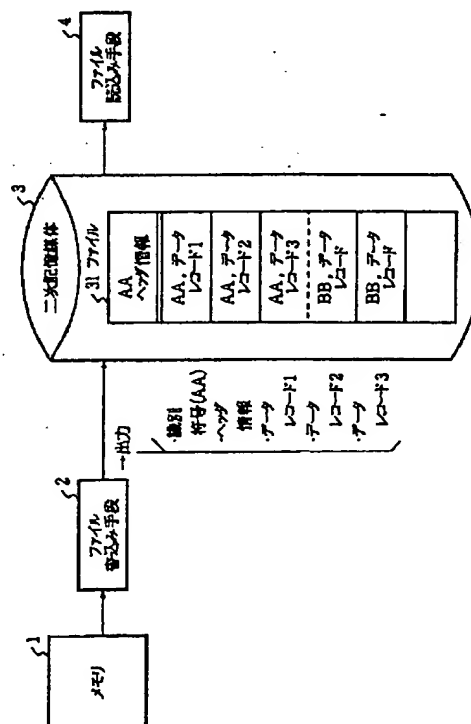 1
メモリ
2
ファイル
書込み手段
→出力
・識別
符号(AA)
・ヘッダ
情報
・データ
レコード1
・データ
レコード2
・データ
レコード3
3
二次記憶媒体
31 ファイル
AA
ヘッダ情報
AA,データ
レコード1
AA,データ
レコード2
AA,データ
レコード3
BB,データ
レコード
BB,データ
レコード
4
ファイル
読込み手段